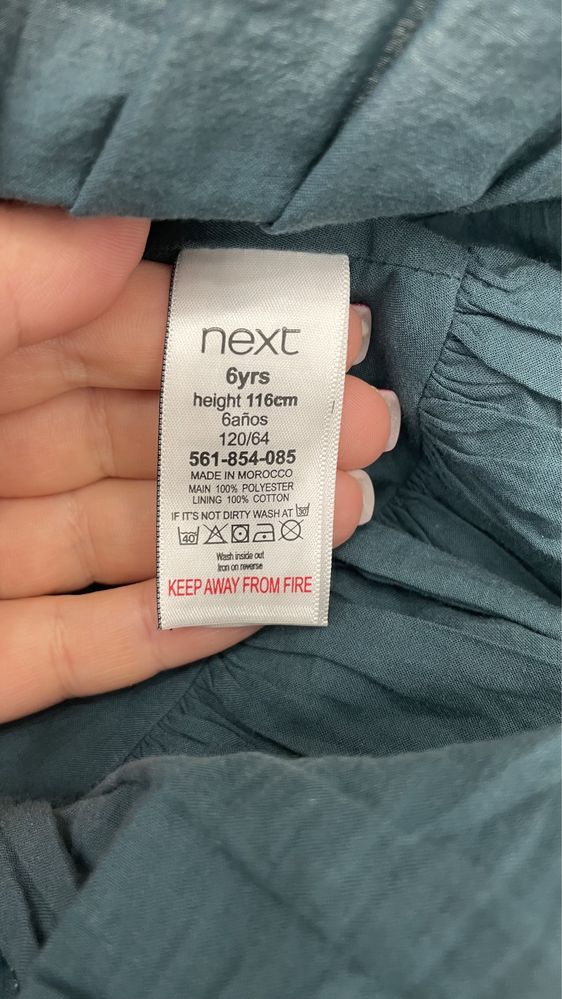 next
6yrs
height 116cm
6años
120/64
561-854-085
MADE IN MOROCCO
MAIN 100% POLYESTER
LINING 100% COTTON
IF IT'S NOT DIRTY WASH AT 30
40
Wash inside out
Iron on reverse
KEEP AWAY FROM FIRE